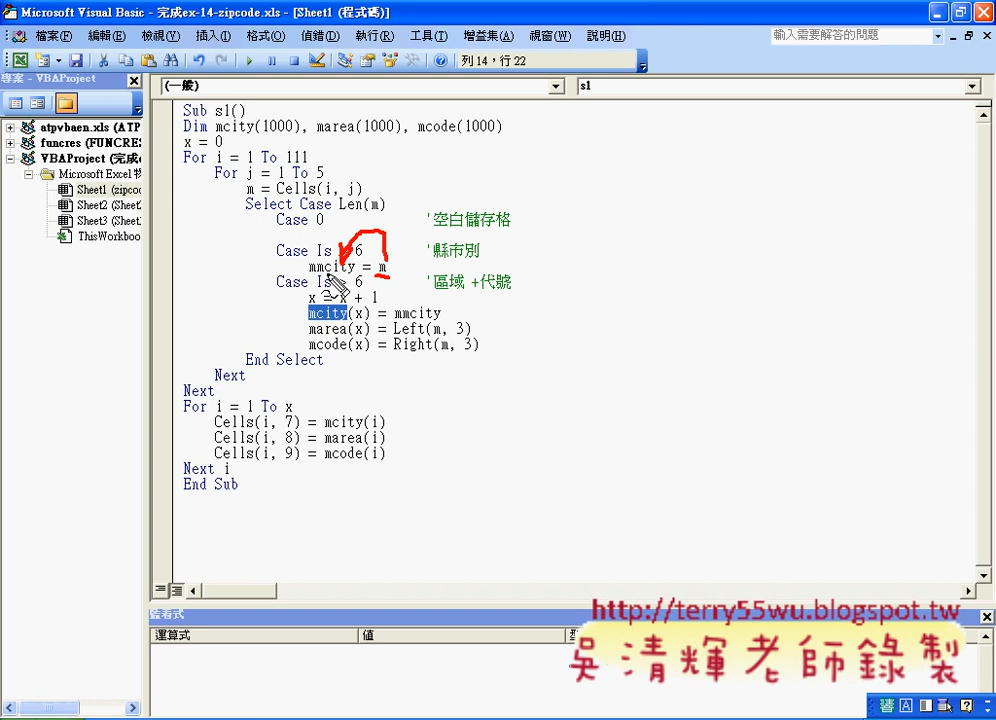 Microsoft Visual Basic - 完成ex-14-zipcode.xls - [Sheet1 (程式碼)]
檔案(F) 編輯(E) 檢視(V) 插入(I) 格式(O) 偵錯(D) 執行(R) 工具(T) 增益集(A) 視窗(W) 說明(H) 輸入需要解答的問題
列 14，行 22
專案 - VBAProject
(一般) s1
atpvbaen.xls (ATP
funcres (FUNCRES
VBAProject (完成
Microsoft Excel 物
Sheet1 (zipcod
Sheet2 (Sheet
Sheet3 (Sheet
ThisWorkboo
Sub s1()
Dim mcity(1000), marea(1000), mcode(1000)
x = 0
For i = 1 To 111
For j = 1 To 5
m = Cells(i, j)
Select Case Len(m)
Case 0 '空白儲存格
Case Is 6 '縣市別
mmcity = m
Case Is 6 '區域 +代號
x = x + 1
mcity(x) = mmcity
marea(x) = Left(m, 3)
mcode(x) = Right(m, 3)
End Select
Next
Next
For i = 1 To x
Cells(i, 7) = mcity(i)
Cells(i, 8) = marea(i)
Cells(i, 9) = mcode(i)
Next i
End Sub
監看式
運算式 值
http://terry55wu.blogspot.tw
吳清輝老師錄製